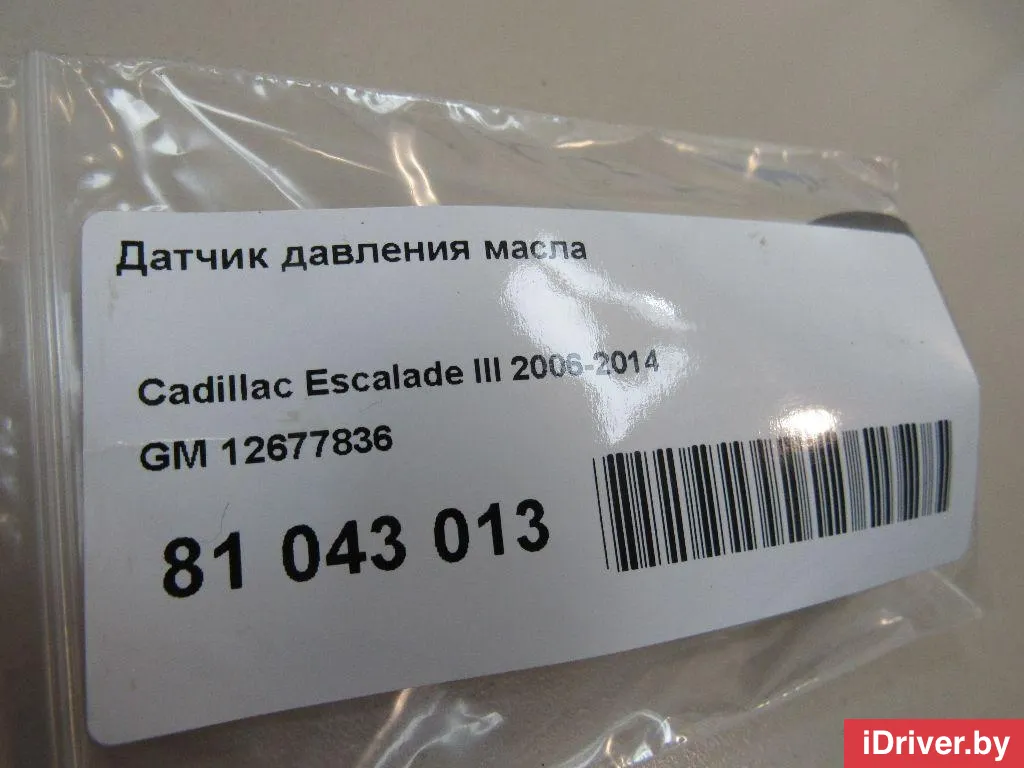 Датчик давления масла
Cadillac Escalade III 2006-2014
GM 12677836
81 043 013
iDriver.by